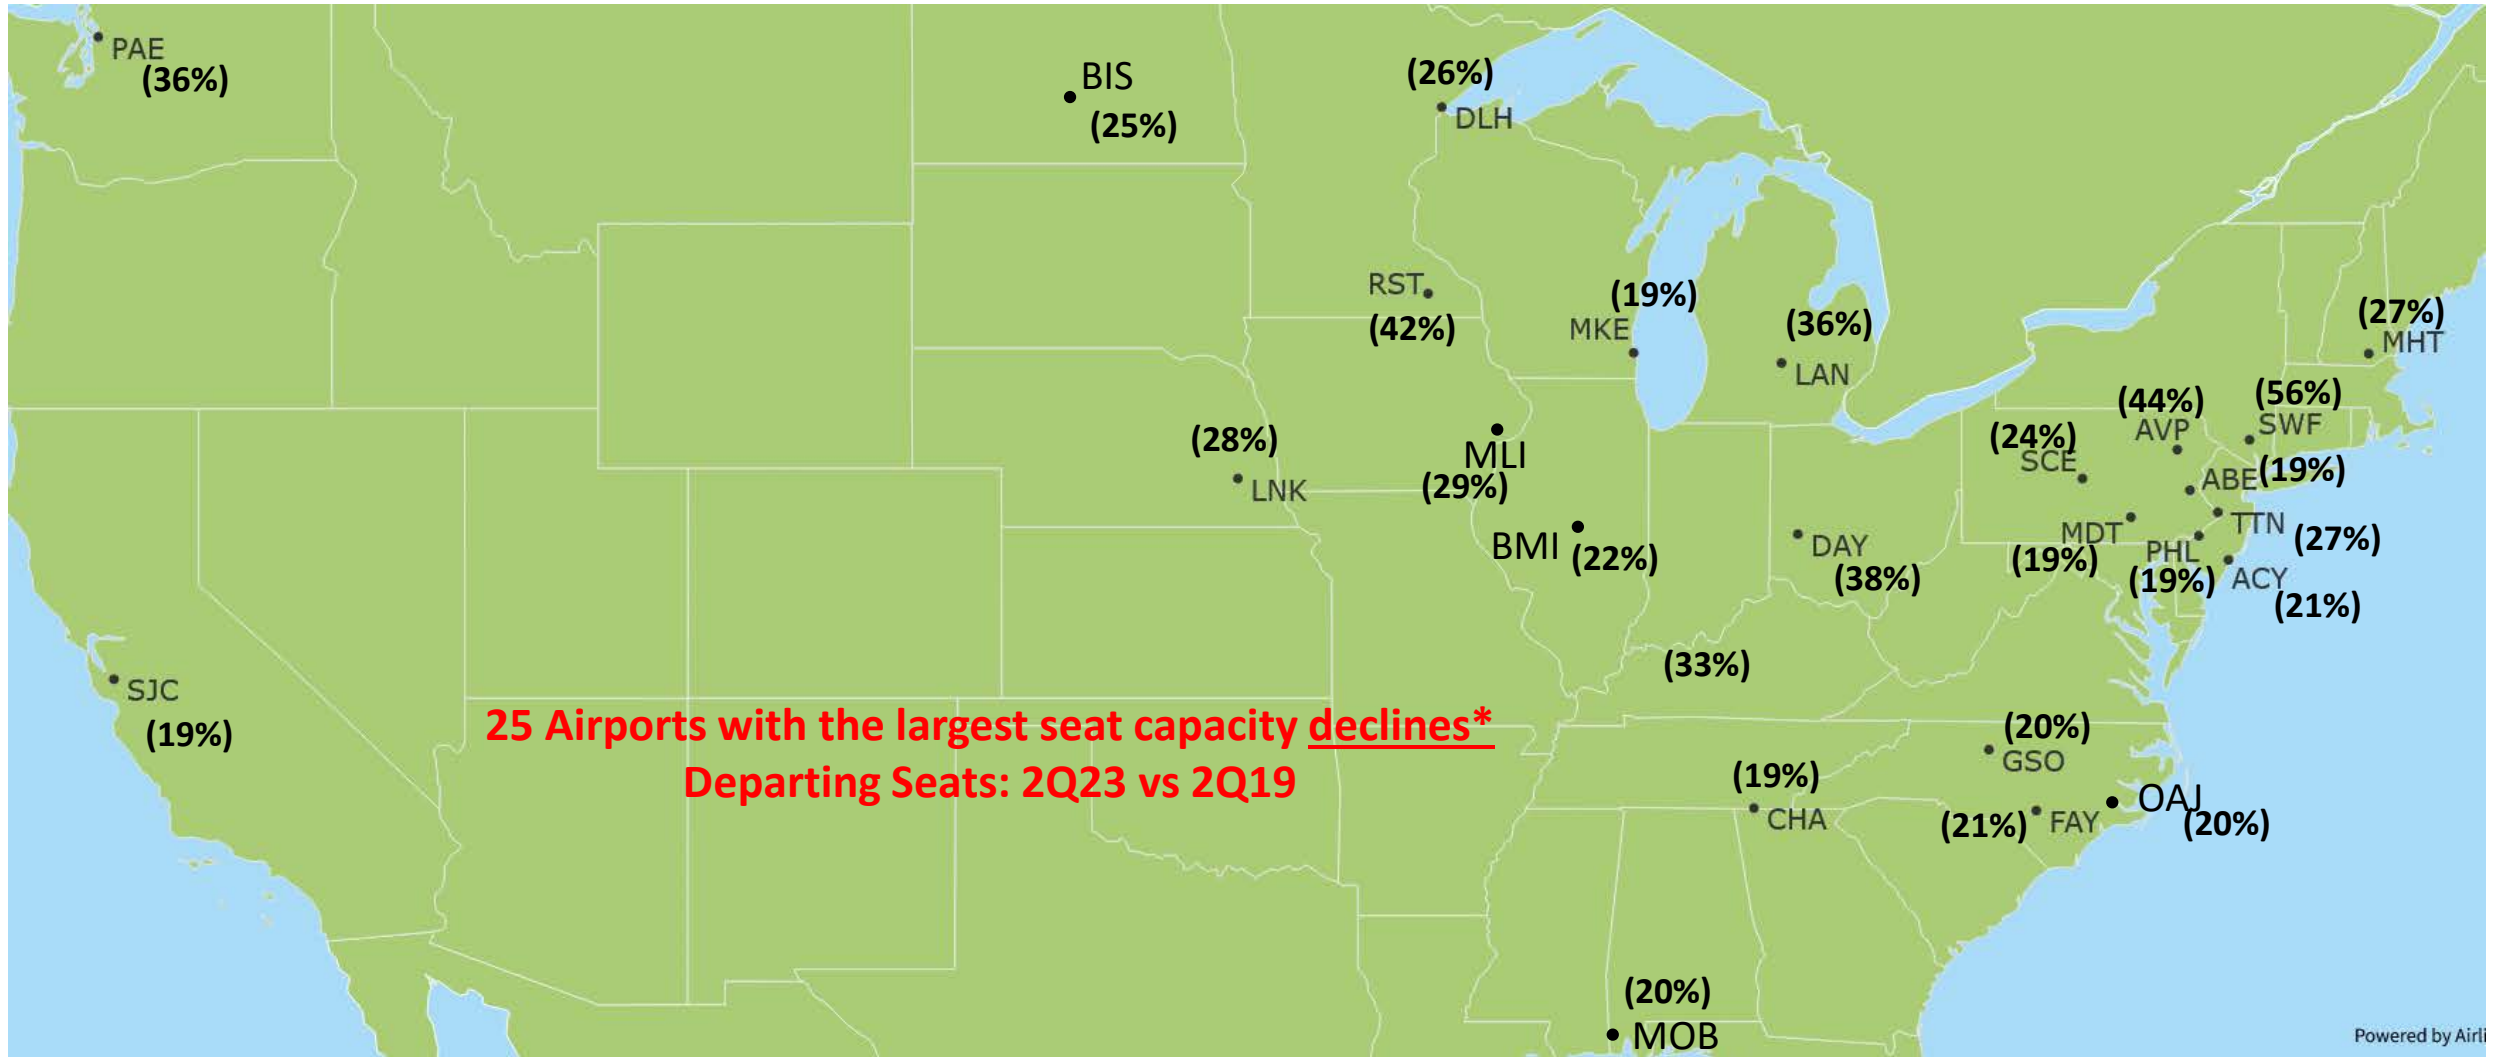 PAE
(36%)
BIS
(25%)
(26%)
DLH
RST
(42%)
(19%)
MKE
(36%)
LAN
(27%)
MHT
(44%)
AVP
(56%)
SWF
(24%)
SCE
(28%)
LNK
MLI
(29%)
ABE
(19%)
BMI
(22%)
DAY
(38%)
MDT
(19%)
PHL
(19%)
TTN
(27%)
ACY
(21%)
(33%)
SJC
(19%)
25 Airports with the largest seat capacity declines*
Departing Seats: 2Q23 vs 2Q19
(20%)
GSO
(19%)
CHA
(21%)
FAY
OAJ
(20%)
(20%)
MOB
Powered by Airli